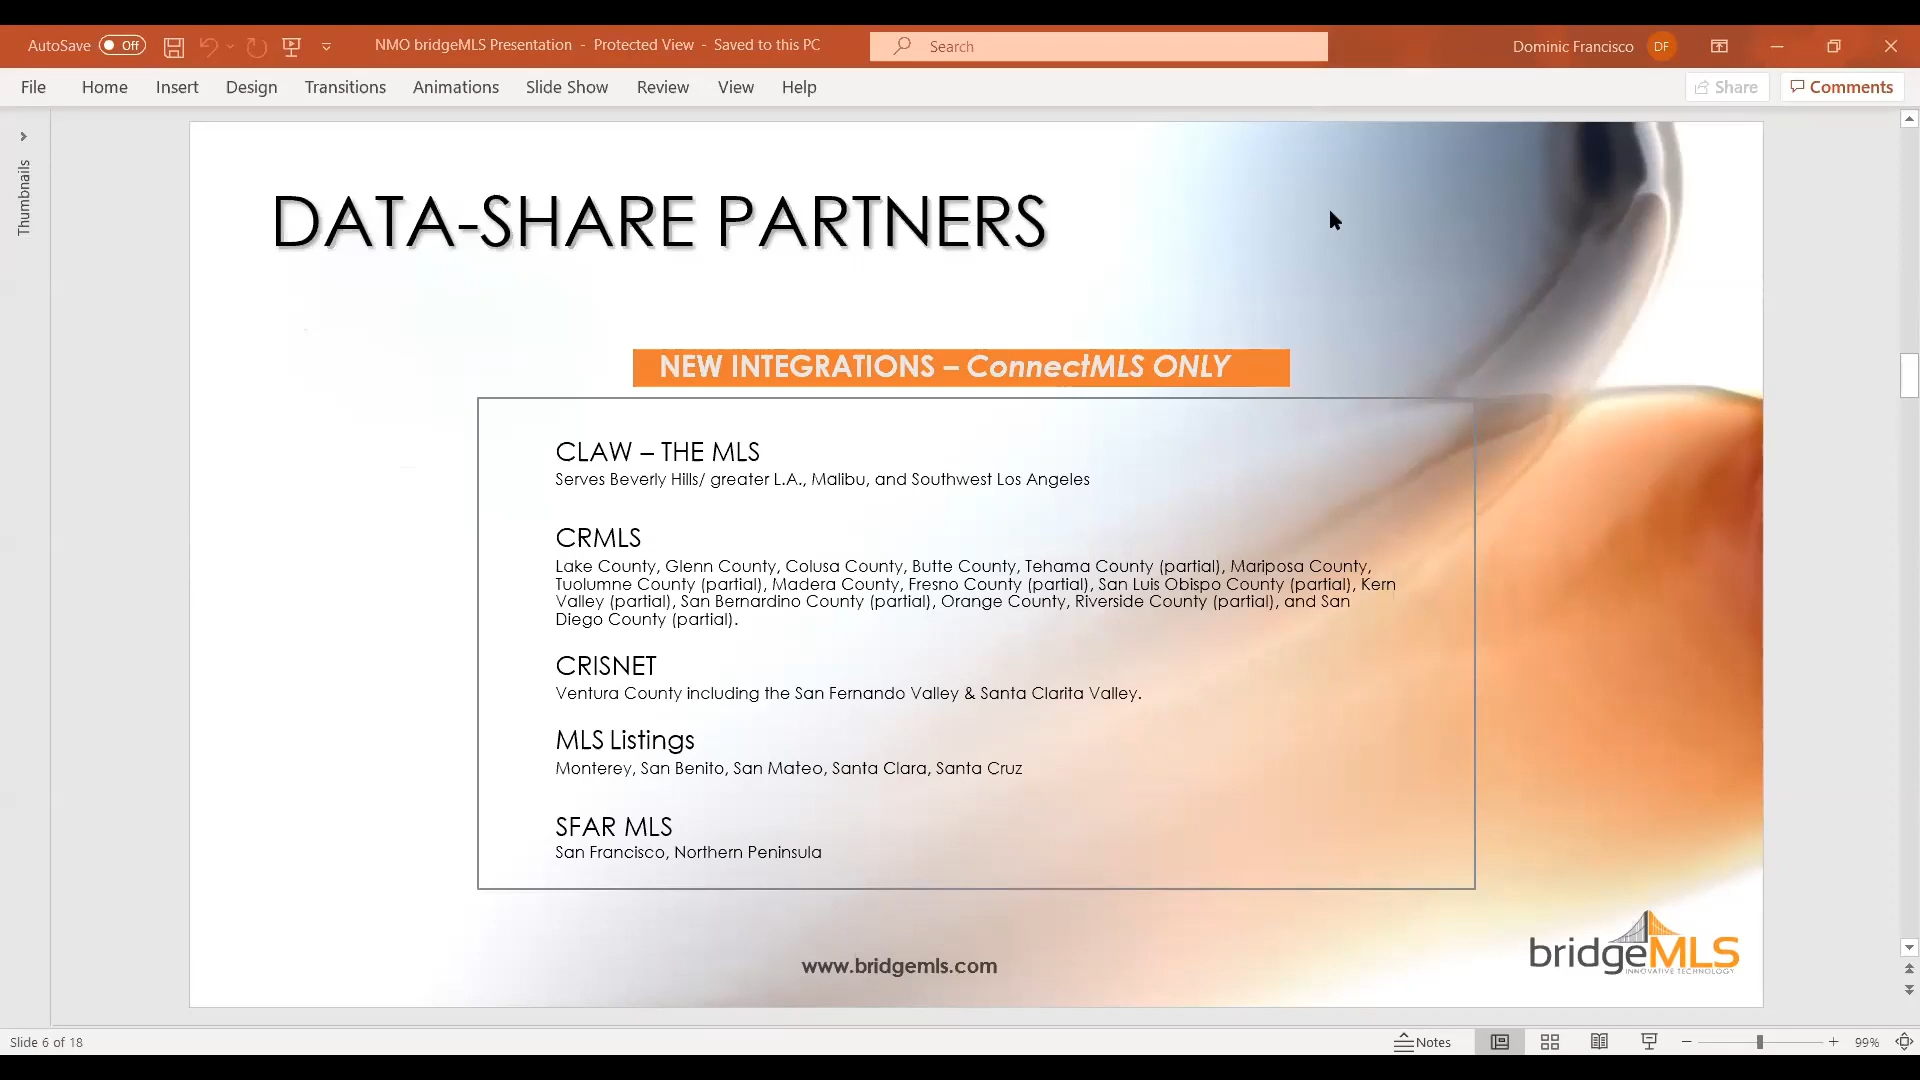 AutoSave Off NMO bridgeMLS Presentation - Protected View - Saved to this PC Search Dominic Francisco DF
File Home Insert Design Transitions Animations Slide Show Review View Help Share Comments
Thumbnails
DATA-SHARE PARTNERS
NEW INTEGRATIONS – ConnectMLS ONLY
CLAW – THE MLS
Serves Beverly Hills/ greater L.A., Malibu, and Southwest Los Angeles
CRMLS
Lake County, Glenn County, Colusa County, Butte County, Tehama County (partial), Mariposa County,
Tuolumne County (partial), Madera County, Fresno County (partial), San Luis Obispo County (partial), Kern
Valley (partial), San Bernardino County (partial), Orange County, Riverside County (partial), and San
Diego County (partial).
CRISNET
Ventura County including the San Fernando Valley & Santa Clarita Valley.
MLS Listings
Monterey, San Benito, San Mateo, Santa Clara, Santa Cruz
SFAR MLS
San Francisco, Northern Peninsula
www.bridgemls.com
bridgeMLS
INNOVATIVE TECHNOLOGY
Slide 6 of 18 Notes 99%